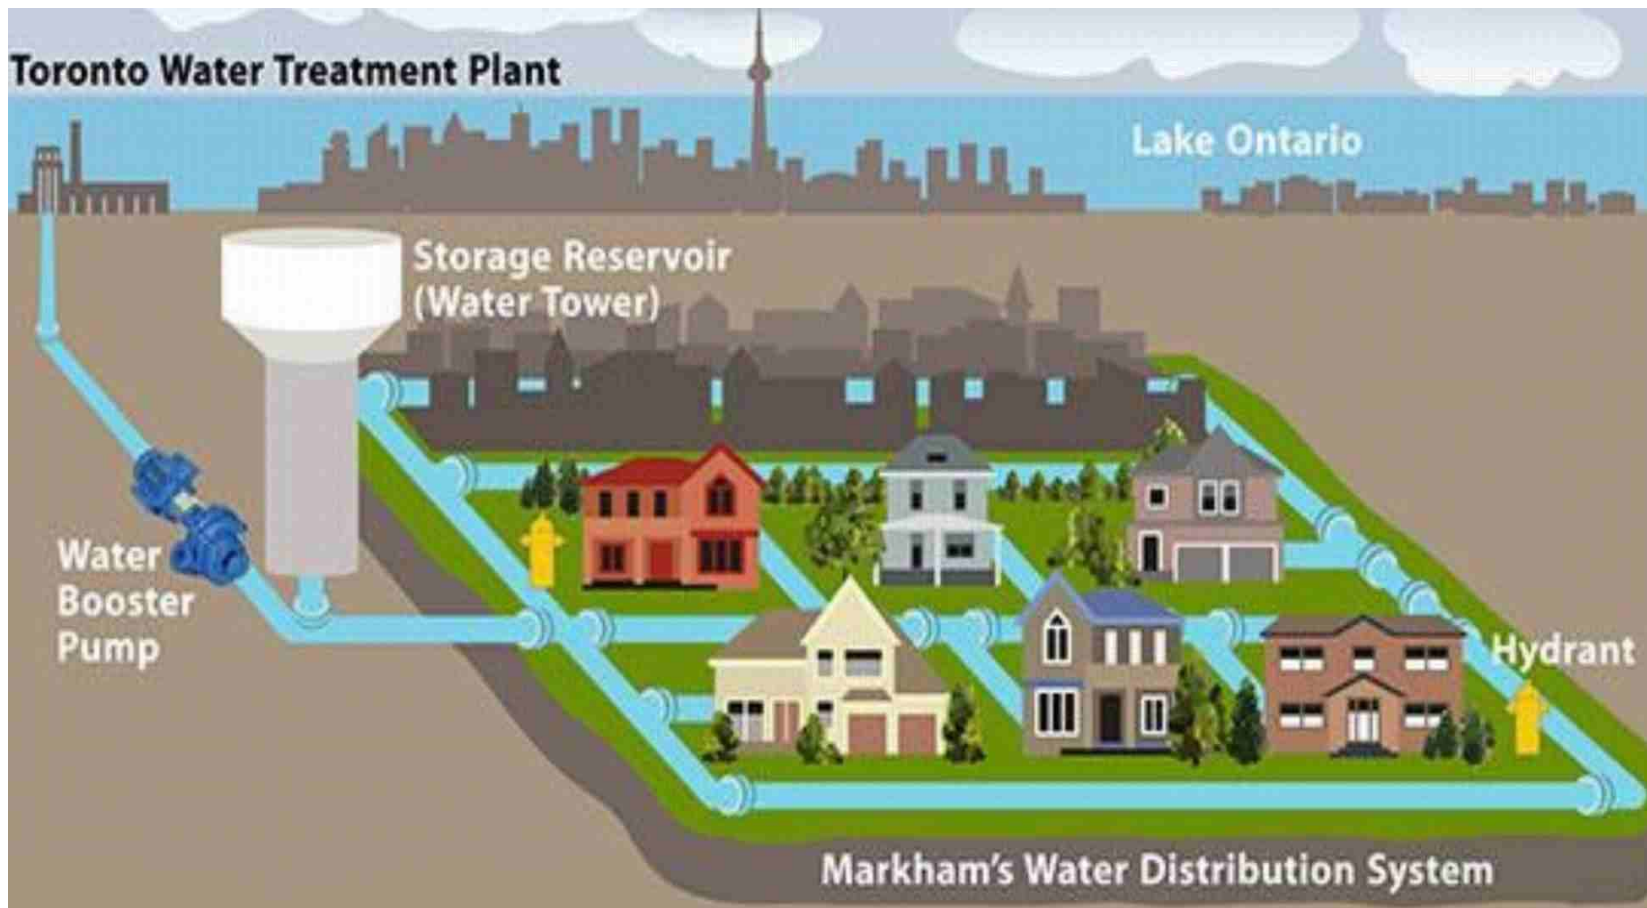 Toronto Water Treatment Plant
Lake Ontario
Storage Reservoir
(Water Tower)
Water
Booster
Pump
Hydrant
Markham's Water Distribution System